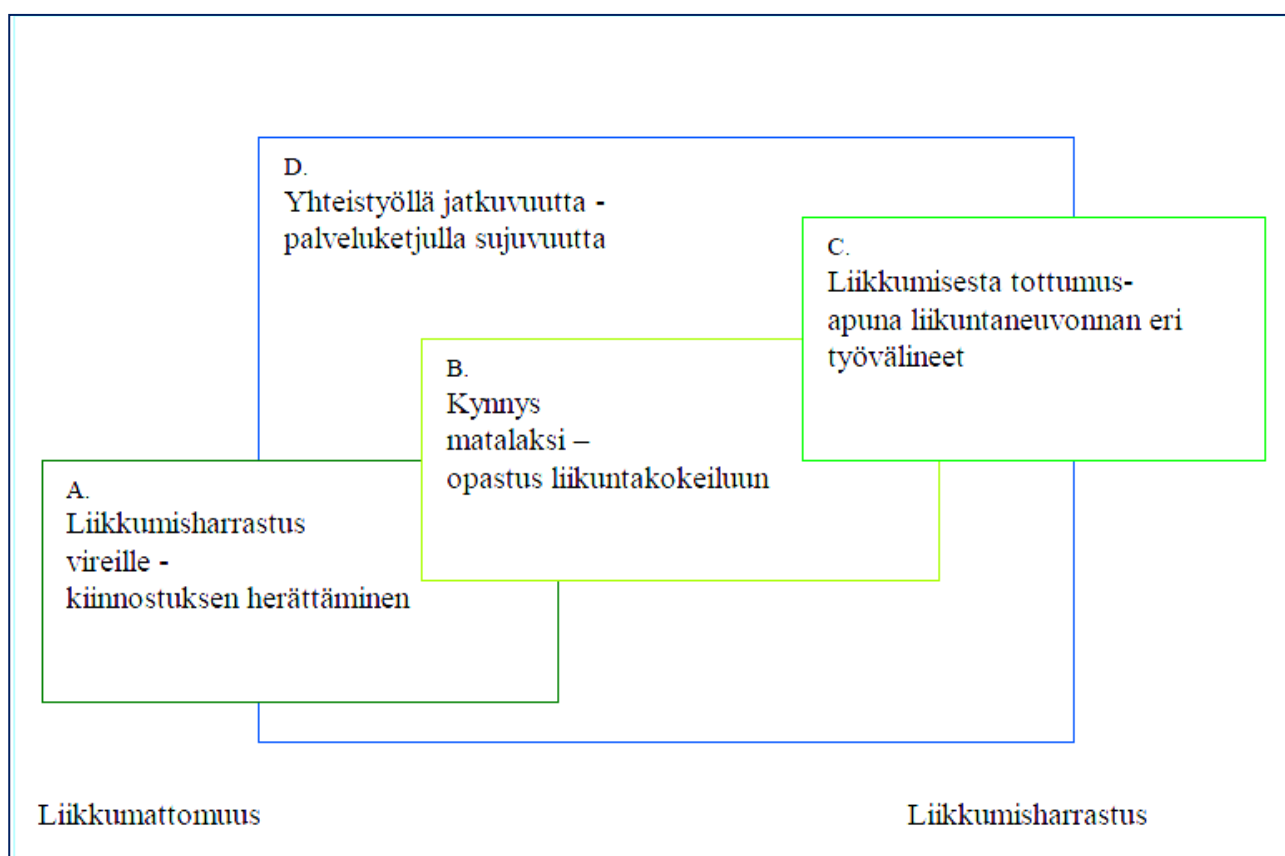 D.
Yhteistyöllä jatkuvuutta -
palveluketjulla sujuvuutta
C.
Liikkumisesta tottumus-
apuna liikuntaneuvonnan eri
työvälineet
B.
Kynnys
matalaksi –
opastus liikuntakokeiluun
A.
Liikkumisharrastus
vireille -
kiinnostuksen herättäminen
Liikkumattomuus
Liikkumisharrastus